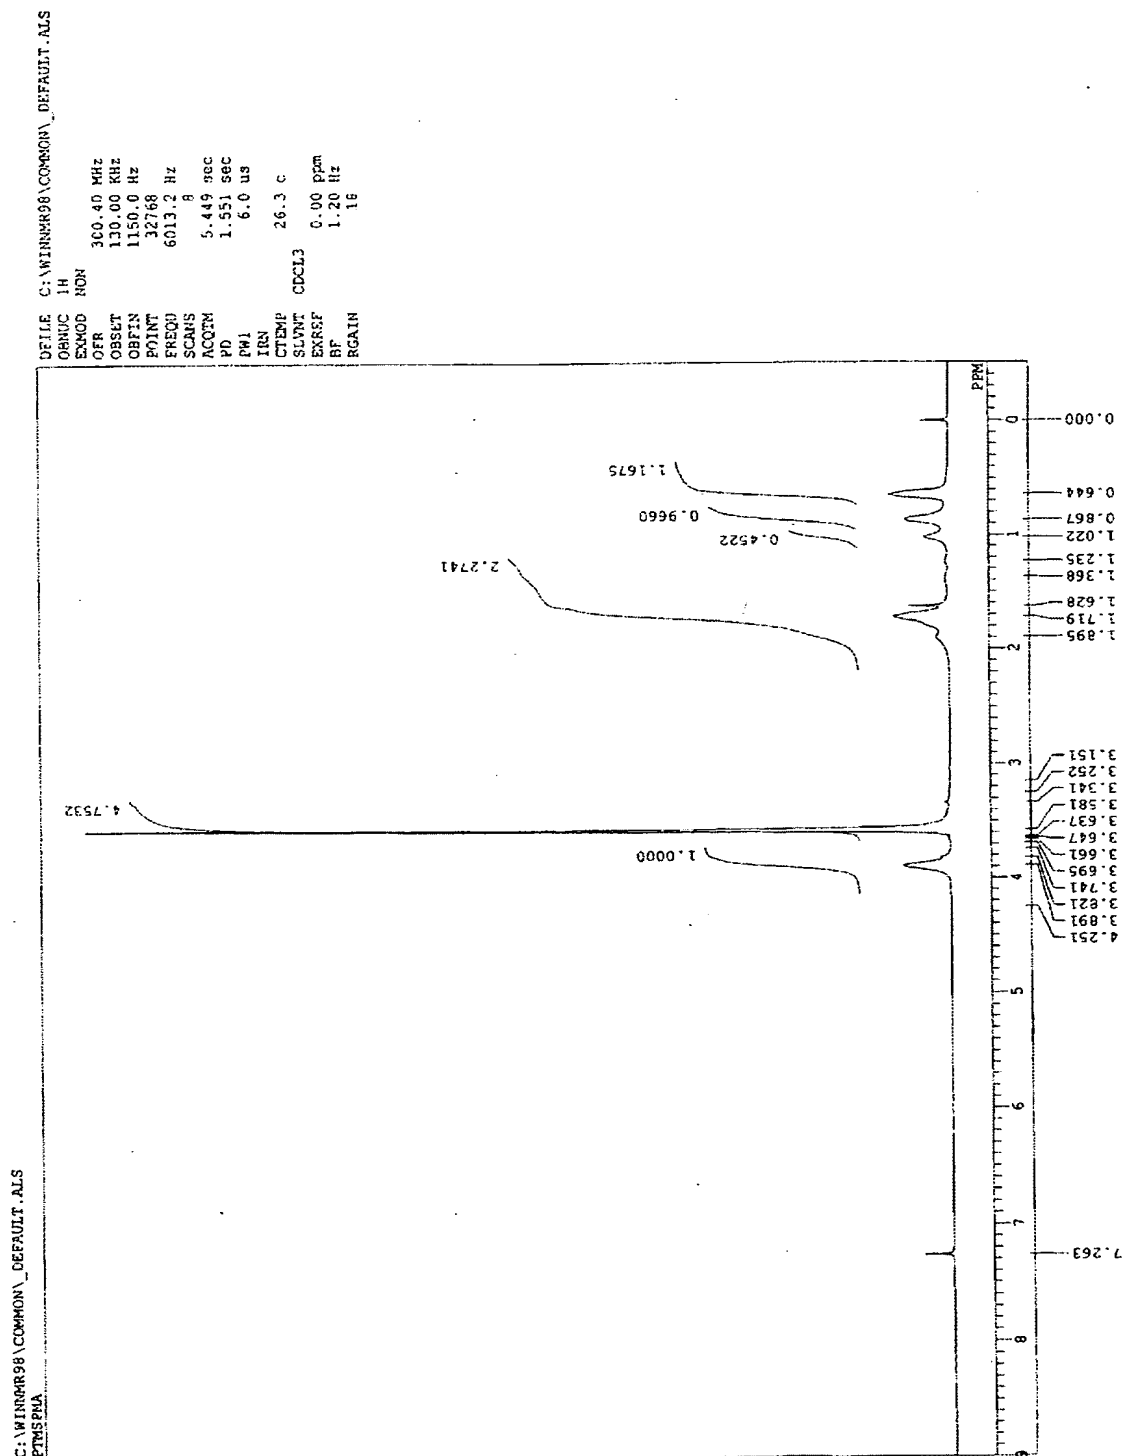 C:\WINNMR98\COMMON\_DEFAULT.ALS
PTMSPMA
DFILE C:\WINNMR98\COMMON\_DEFAULT.ALS
OBNUC 1H
EXMOD NON
OFR 300.40 MHz
OBSET 130.00 KHz
OBFIN 1150.0 Hz
POINT 32768
FREQU 6013.2 Hz
SCANS 8
ACQTM 5.449 sec
PD 1.551 sec
PW1 6.0 us
IRN
CTEMP 26.3 c
SLVNT CDCL3
EXREF 0.00 ppm
BF 1.20 Hz
RGAIN 16
1.0000
4.7532
2.2741
0.4522
0.9660
1.1675
PPM
9 8 7 6 5 4 3 2 1 0
7.263
4.251
3.891
3.821
3.741
3.695
3.661
3.647
3.637
3.581
3.341
3.252
3.151
1.895
1.719
1.628
1.368
1.235
1.022
0.867
0.644
0.000